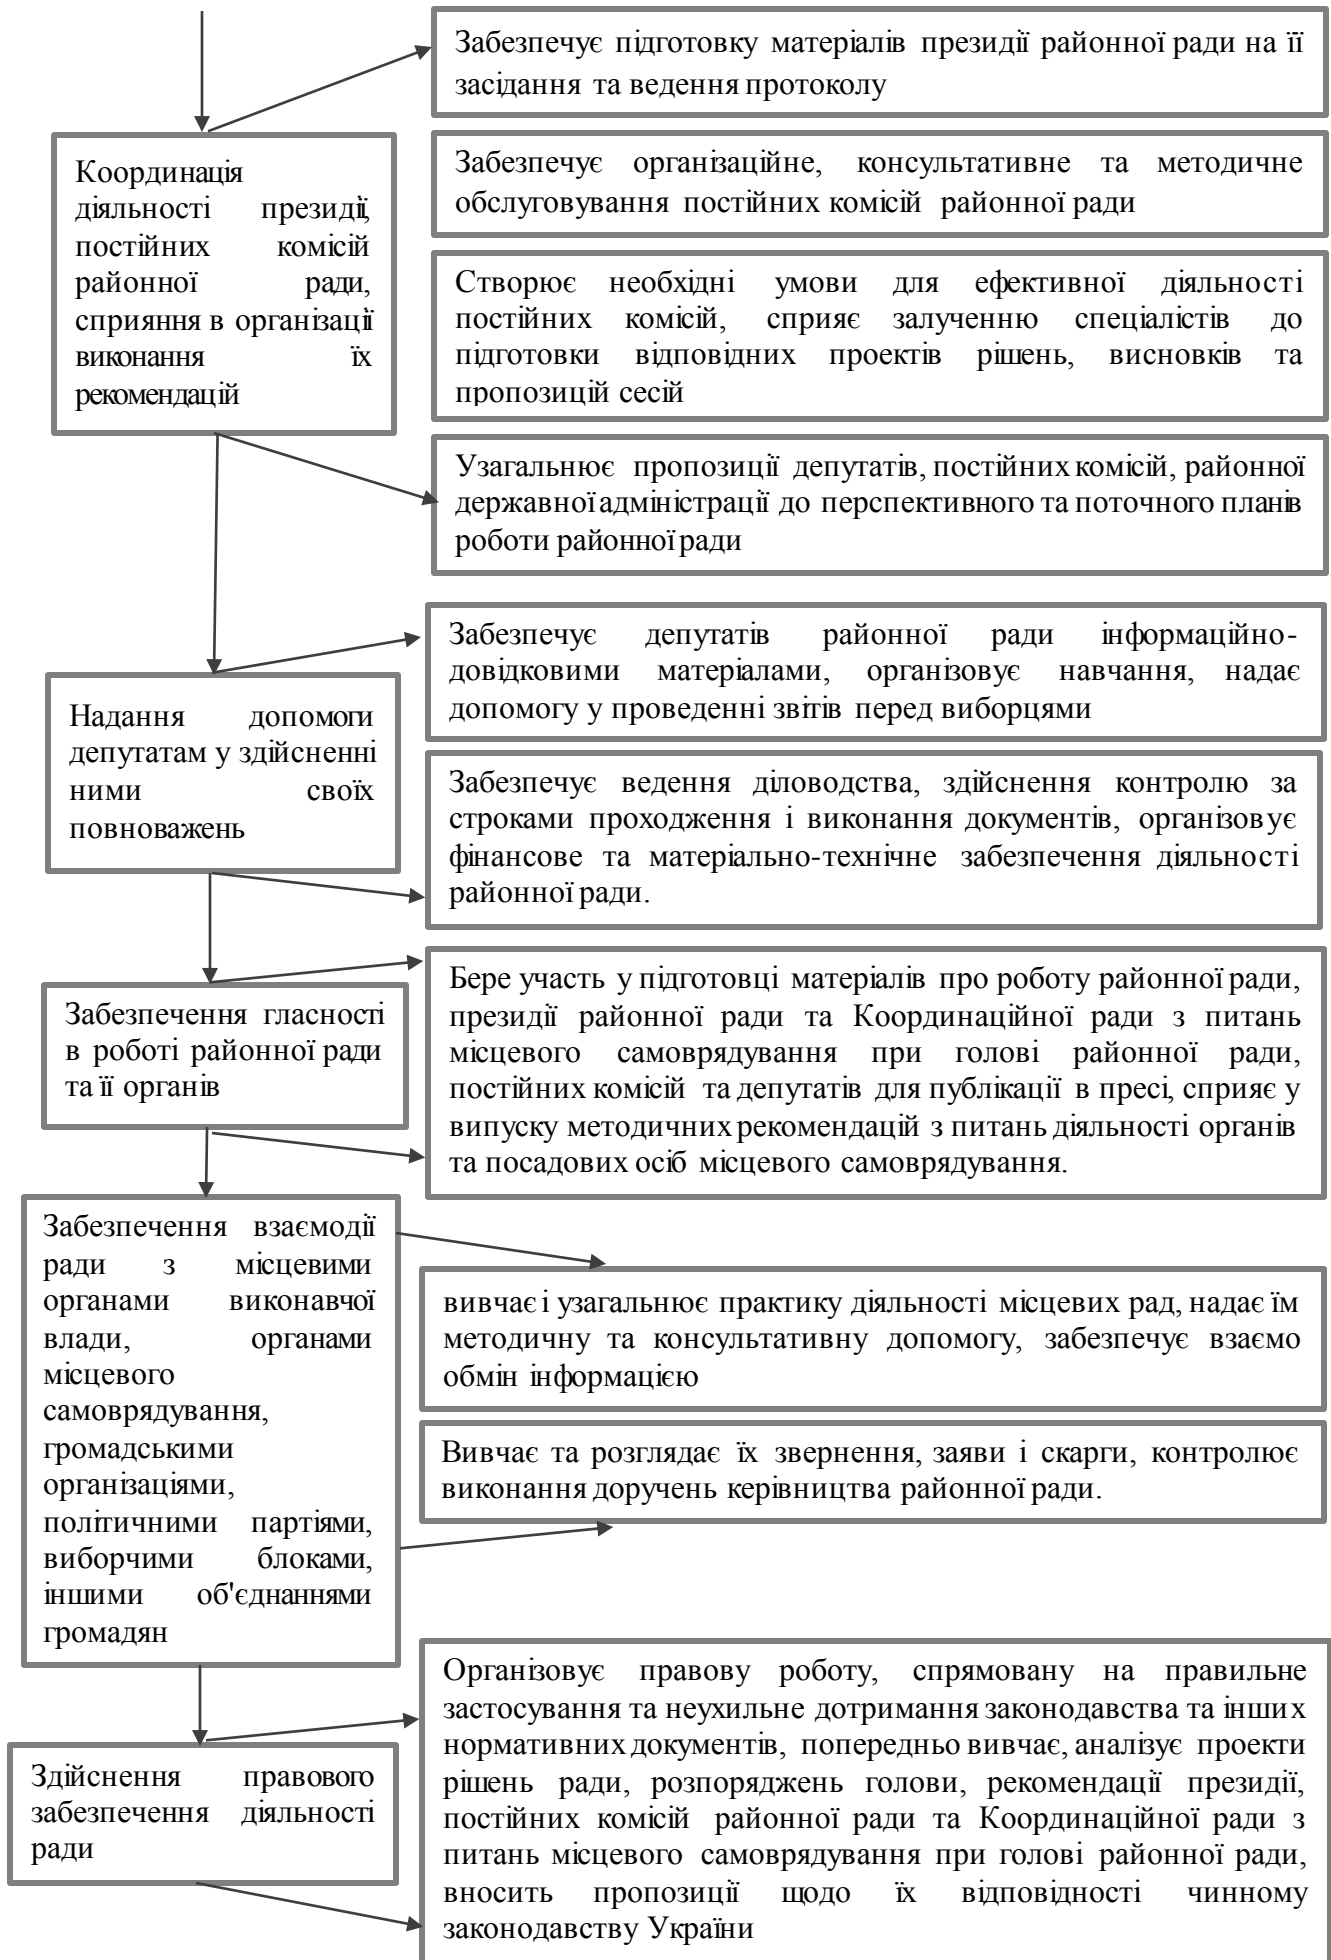 Забезпечує підготовку матеріалів президії районної ради на її
засідання та ведення протоколу
Координація
діяльності президії,
постійних комісій
районної ради,
сприяння в організації
виконання їх
рекомендацій
Забезпечує організаційне, консультативне та методичне
обслуговування постійних комісій районної ради
Створює необхідні умови для ефективної діяльності
постійних комісій, сприяє залученню спеціалістів до
підготовки відповідних проектів рішень, висновків та
пропозицій сесій
Узагальнює пропозиції депутатів, постійних комісій, районної
державної адміністрації до перспективного та поточного планів
роботи районної ради
Надання допомоги
депутатам у здійсненні
ними своїх
повноважень
Забезпечує депутатів районної ради інформаційно-
довідковими матеріалами, організовує навчання, надає
допомогу у проведенні звітів перед виборцями
Забезпечує ведення діловодства, здійснення контролю за
строками проходження і виконання документів, організовує
фінансове та матеріально-технічне забезпечення діяльності
районної ради.
Забезпечення гласності
в роботі районної ради
та її органів
Бере участь у підготовці матеріалів про роботу районної ради,
президії районної ради та Координаційної ради з питань
місцевого самоврядування при голові районної ради,
постійних комісій та депутатів для публікації в пресі, сприяє у
випуску методичних рекомендацій з питань діяльності органів
та посадових осіб місцевого самоврядування.
Забезпечення взаємодії
ради з місцевими
органами виконавчої
влади, органами
місцевого
самоврядування,
громадськими
організаціями,
політичними партіями,
виборчими блоками,
іншими об'єднаннями
громадян
вивчає і узагальнює практику діяльності місцевих рад, надає їм
методичну та консультативну допомогу, забезпечує взаємо
обмін інформацією
Вивчає та розглядає їх звернення, заяви і скарги, контролює
виконання доручень керівництва районної ради.
Здійснення правового
забезпечення діяльності
ради
Організовує правову роботу, спрямовану на правильне
застосування та неухильне дотримання законодавства та інших
нормативних документів, попередньо вивчає, аналізує проекти
рішень ради, розпоряджень голови, рекомендації президії,
постійних комісій районної ради та Координаційної ради з
питань місцевого самоврядування при голові районної ради,
вносить пропозиції щодо їх відповідності чинному
законодавству України